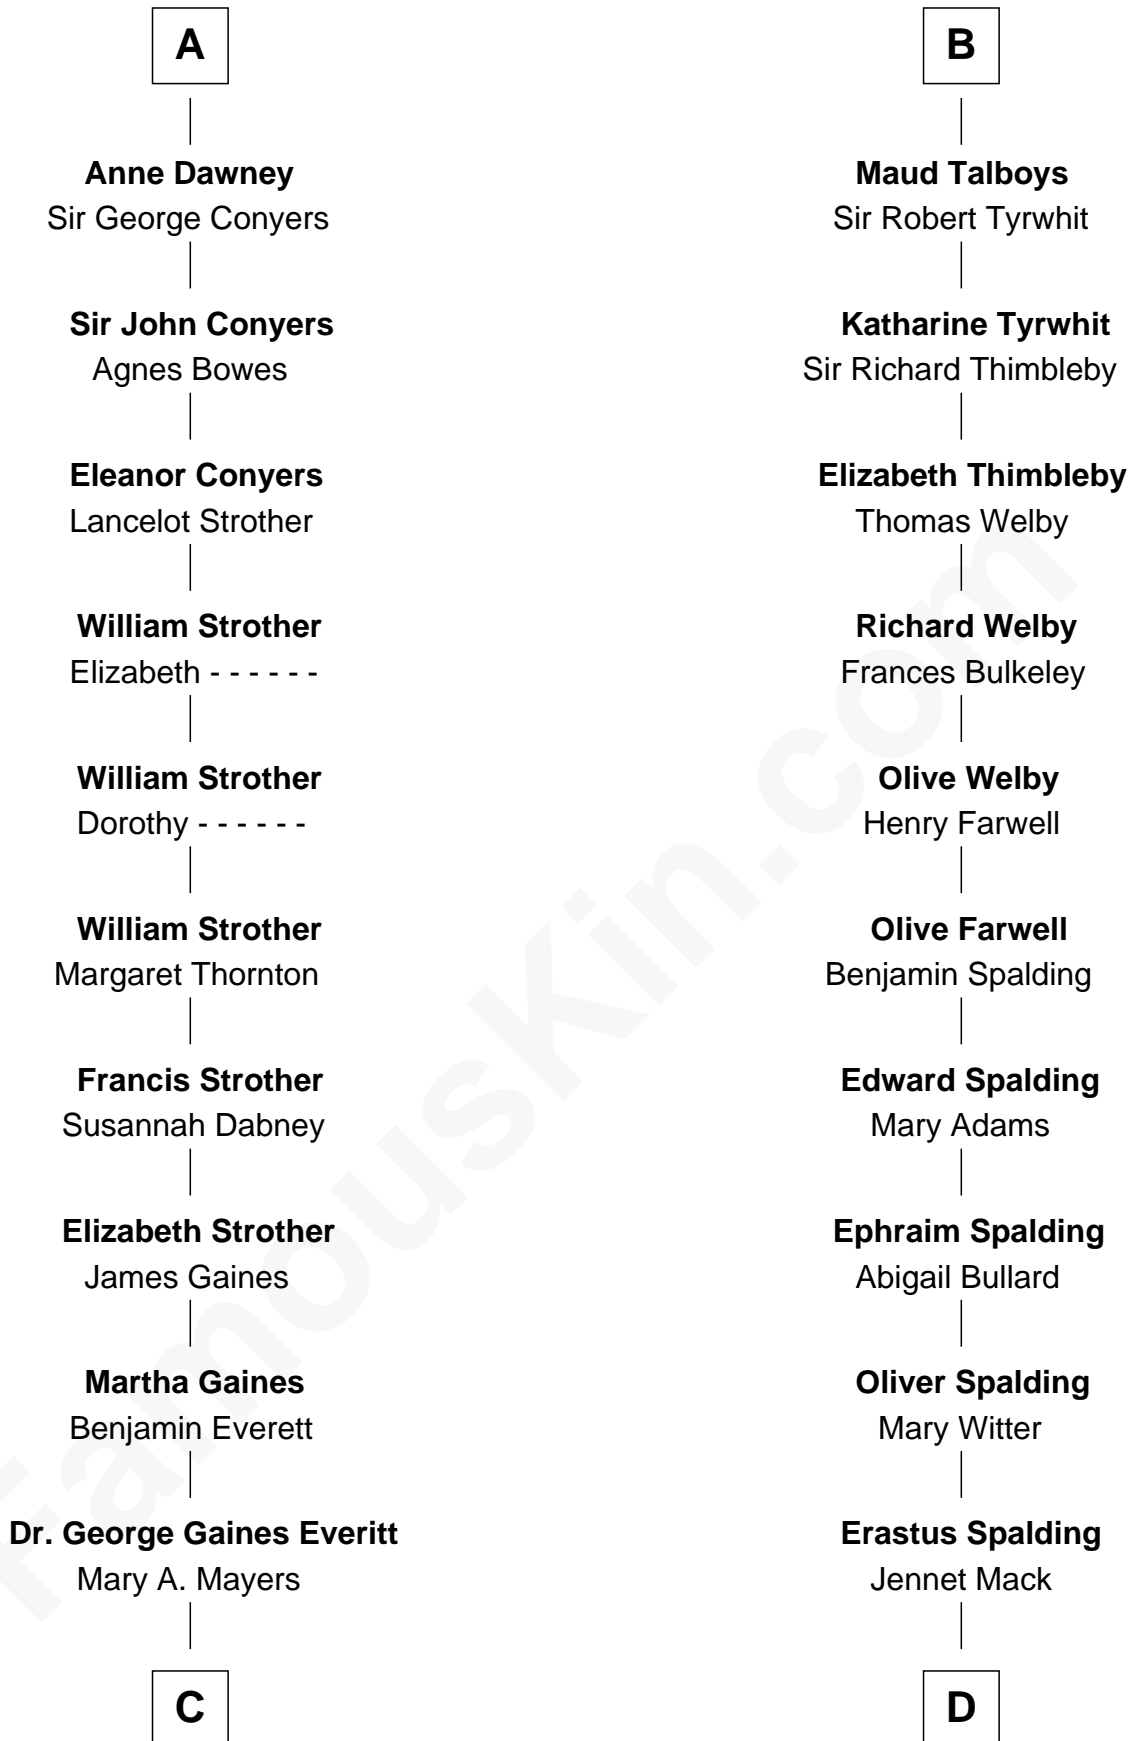 A
Anne Dawney
Sir George Conyers
Sir John Conyers
Agnes Bowes
Eleanor Conyers
Lancelot Strother
William Strother
Elizabeth - - - - - -
William Strother
Dorothy - - - - - -
William Strother
Margaret Thornton
Francis Strother
Susannah Dabney
Elizabeth Strother
James Gaines
Martha Gaines
Benjamin Everett
Dr. George Gaines Everitt
Mary A. Mayers
C
B
Maud Talboys
Sir Robert Tyrwhit
Katharine Tyrwhit
Sir Richard Thimbleby
Elizabeth Thimbleby
Thomas Welby
Richard Welby
Frances Bulkeley
Olive Welby
Henry Farwell
Olive Farwell
Benjamin Spalding
Edward Spalding
Mary Adams
Ephraim Spalding
Abigail Bullard
Oliver Spalding
Mary Witter
Erastus Spalding
Jennet Mack
D
FamousKin.com